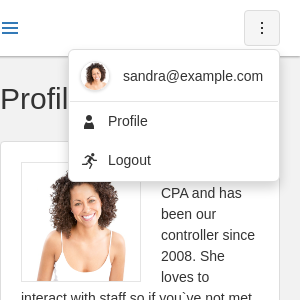 sandra@example.com
Profil
Profile
Logout
CPA and has
been our
controller since
2008. She
loves to
interact with staff so if you`ve not met